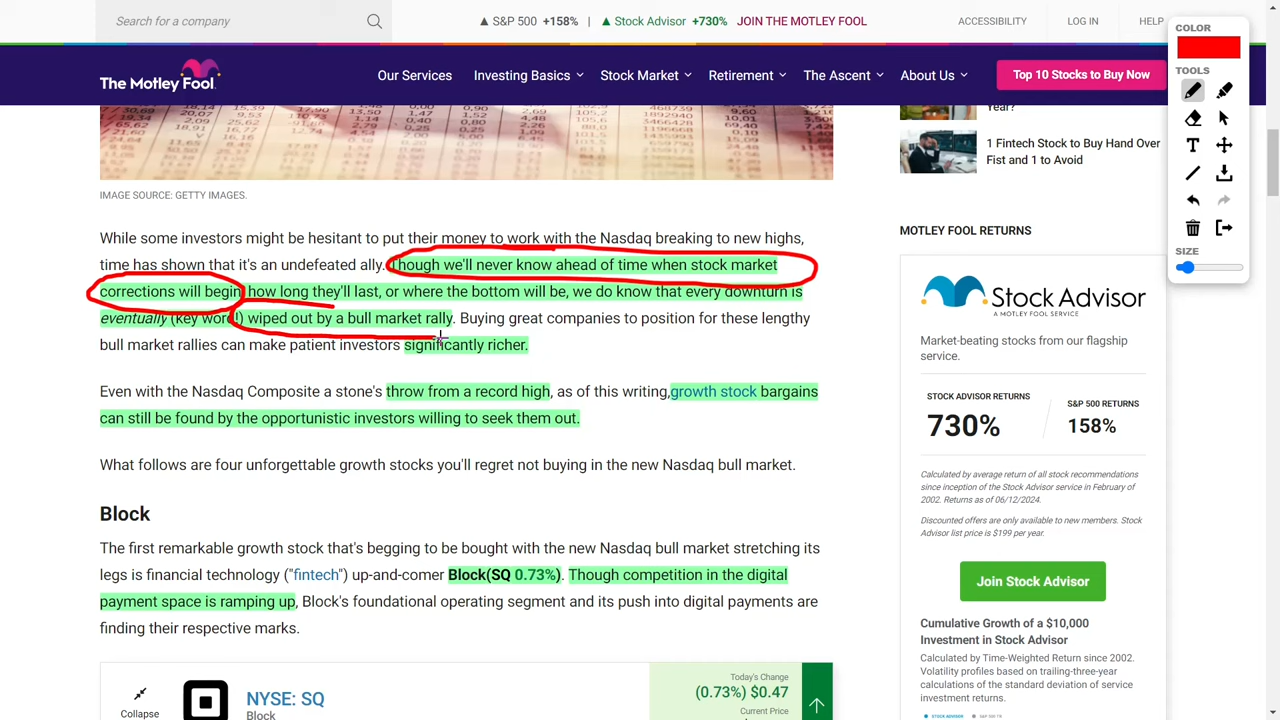 Search for a company
▲ S&P 500 +158% | ▲ Stock Advisor +730% JOIN THE MOTLEY FOOL
ACCESSIBILITY LOG IN HELP
COLOR
TOOLS
SIZE
The Motley Fool
Our Services Investing Basics Stock Market Retirement The Ascent About Us
Top 10 Stocks to Buy Now
IMAGE SOURCE: GETTY IMAGES.
While some investors might be hesitant to put their money to work with the Nasdaq breaking to new highs,
time has shown that it's an undefeated ally. Though we'll never know ahead of time when stock market
corrections will begin, how long they'll last, or where the bottom will be, we do know that every downturn is
eventually (key word!) wiped out by a bull market rally. Buying great companies to position for these lengthy
bull market rallies can make patient investors significantly richer.
Even with the Nasdaq Composite a stone's throw from a record high, as of this writing,growth stock bargains
can still be found by the opportunistic investors willing to seek them out.
What follows are four unforgettable growth stocks you'll regret not buying in the new Nasdaq bull market.
Block
The first remarkable growth stock that's begging to be bought with the new Nasdaq bull market stretching its
legs is financial technology ("fintech") up-and-comer Block(SQ 0.73%). Though competition in the digital
payment space is ramping up, Block's foundational operating segment and its push into digital payments are
finding their respective marks.
Collapse
NYSE: SQ
Block
Today's Change
(0.73%) $0.47
Current Price
Year?
1 Fintech Stock to Buy Hand Over
Fist and 1 to Avoid
MOTLEY FOOL RETURNS
Stock Advisor
A MOTLEY FOOL SERVICE
Market-beating stocks from our flagship
service.
STOCK ADVISOR RETURNS
730%
S&P 500 RETURNS
158%
Calculated by average return of all stock recommendations
since inception of the Stock Advisor service in February of
2002. Returns as of 06/12/2024.
Discounted offers are only available to new members. Stock
Advisor list price is $199 per year.
Join Stock Advisor
Cumulative Growth of a $10,000
Investment in Stock Advisor
Calculated by Time-Weighted Return since 2002.
Volatility profiles based on trailing-three-year
calculations of the standard deviation of service
investment returns.
STOCK ADVISOR S&P 500